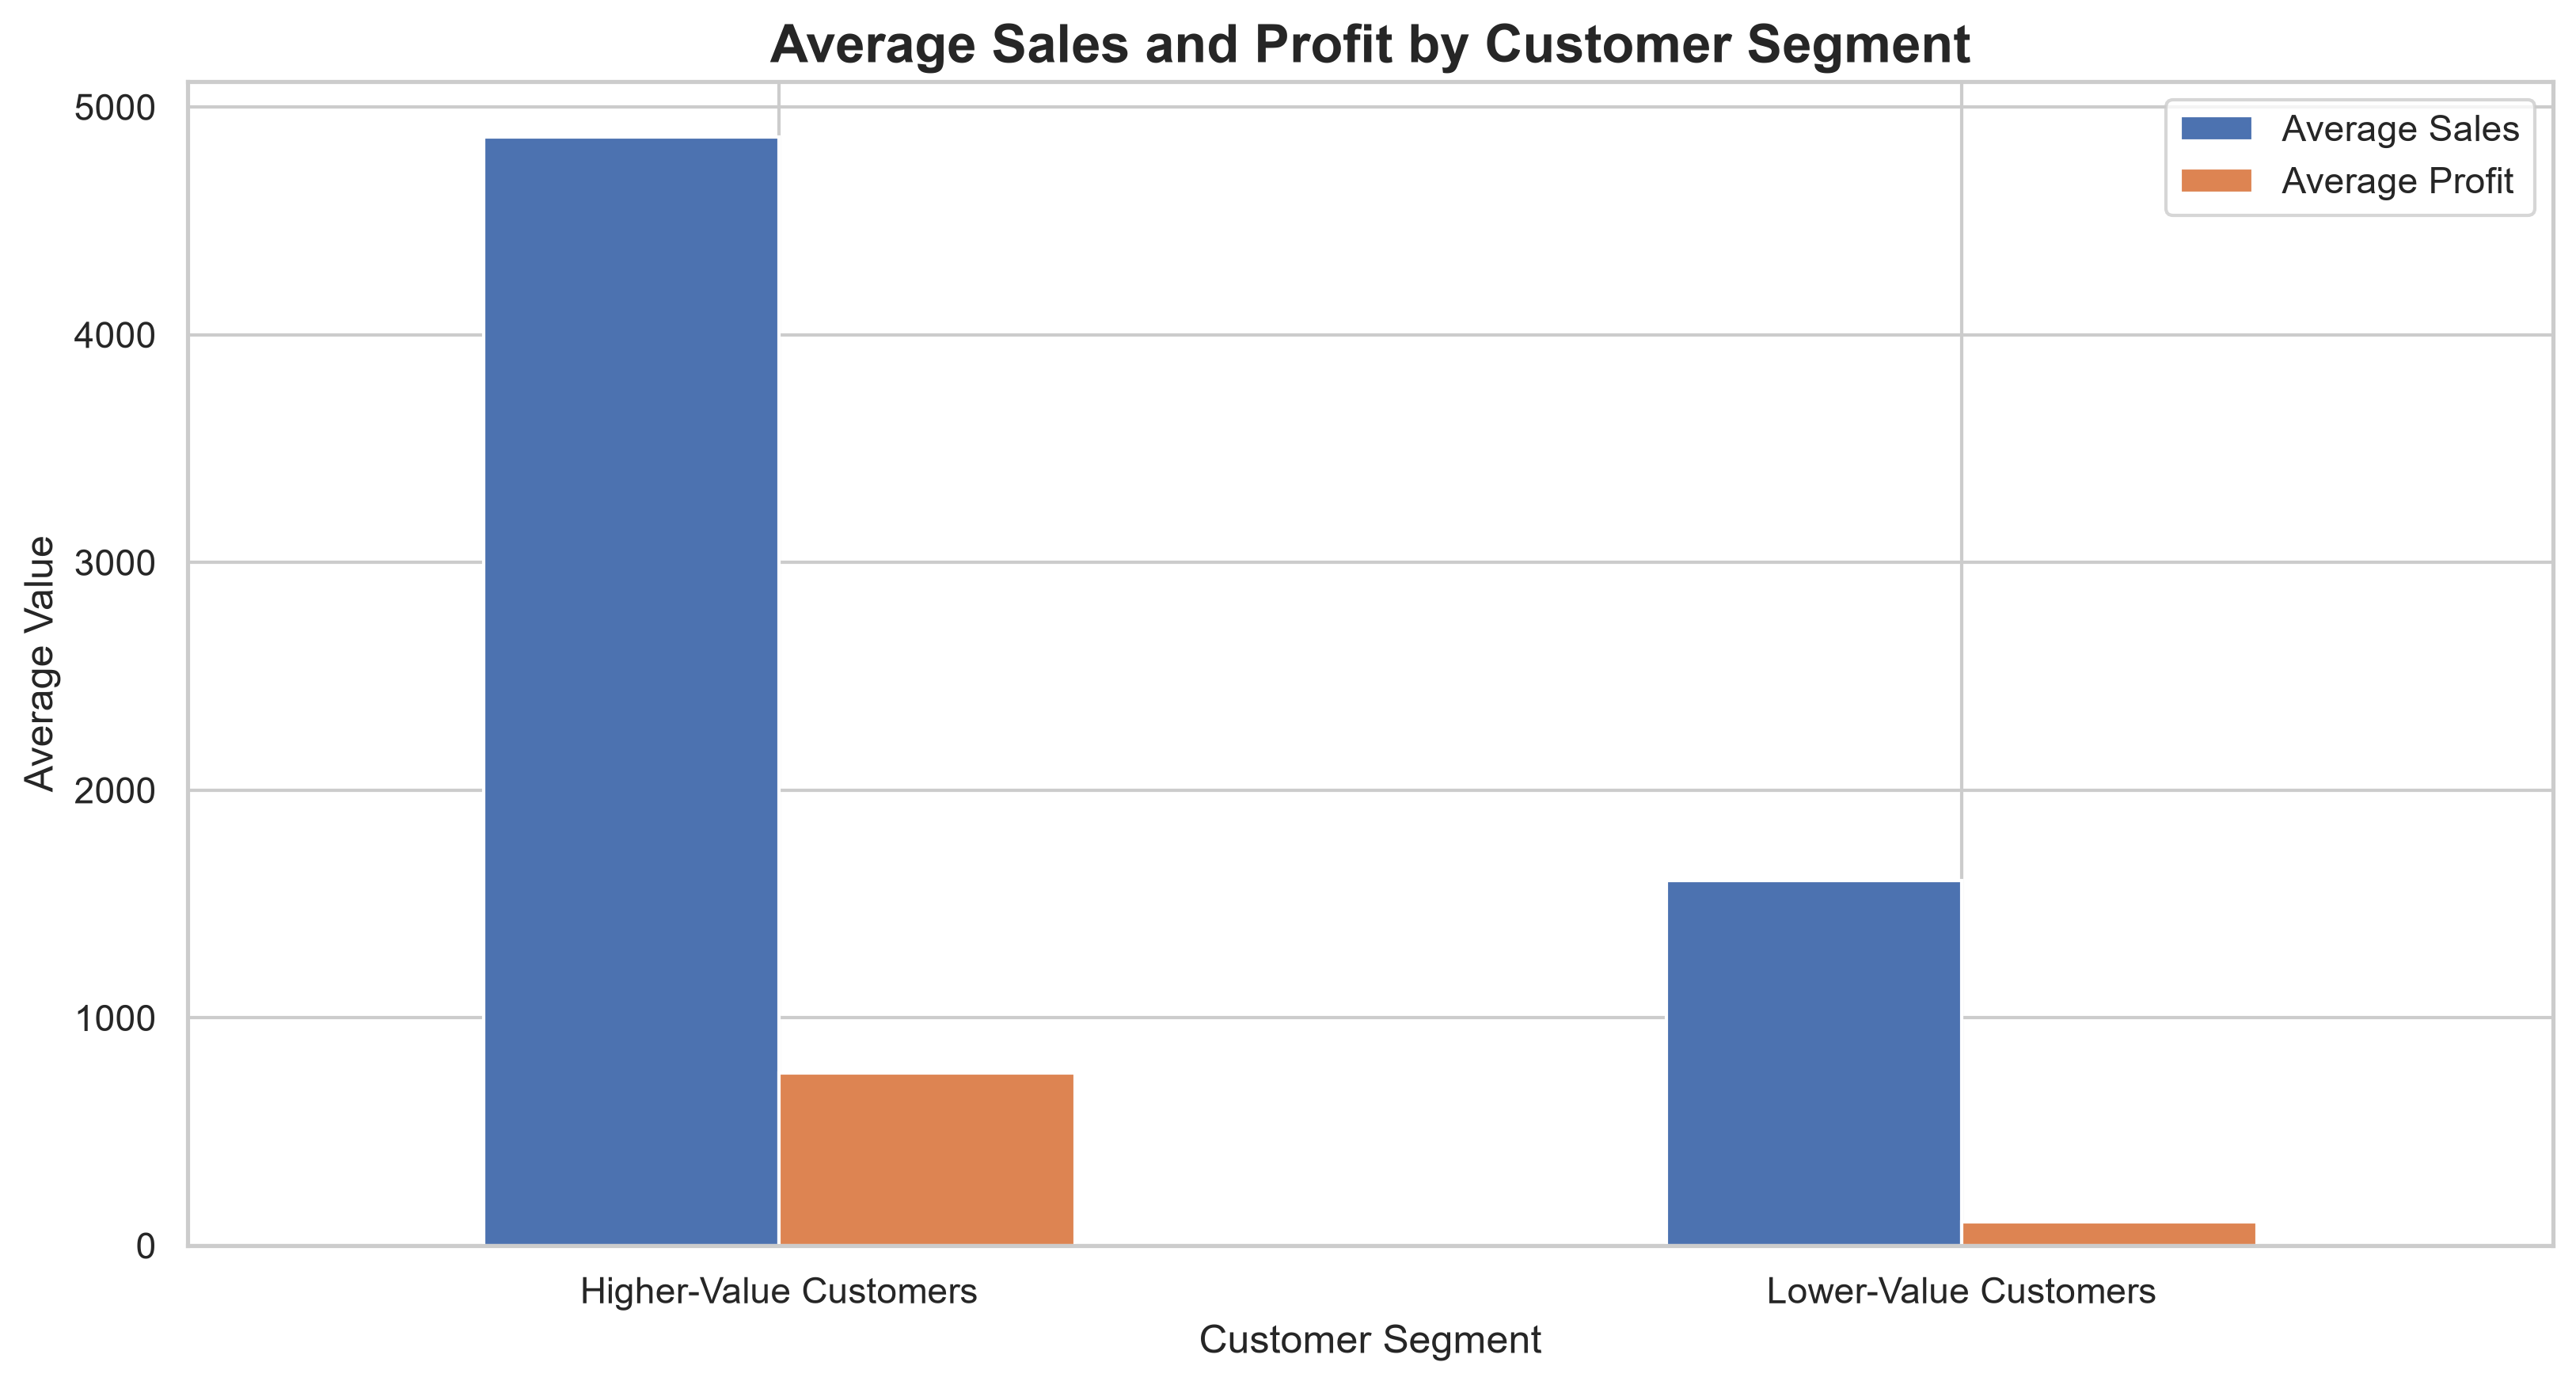 Average Sales and Profit by Customer Segment
Average Sales
Average Profit
5000
4000
3000
2000
1000
0
Average Value
Higher-Value Customers
Lower-Value Customers
Customer Segment